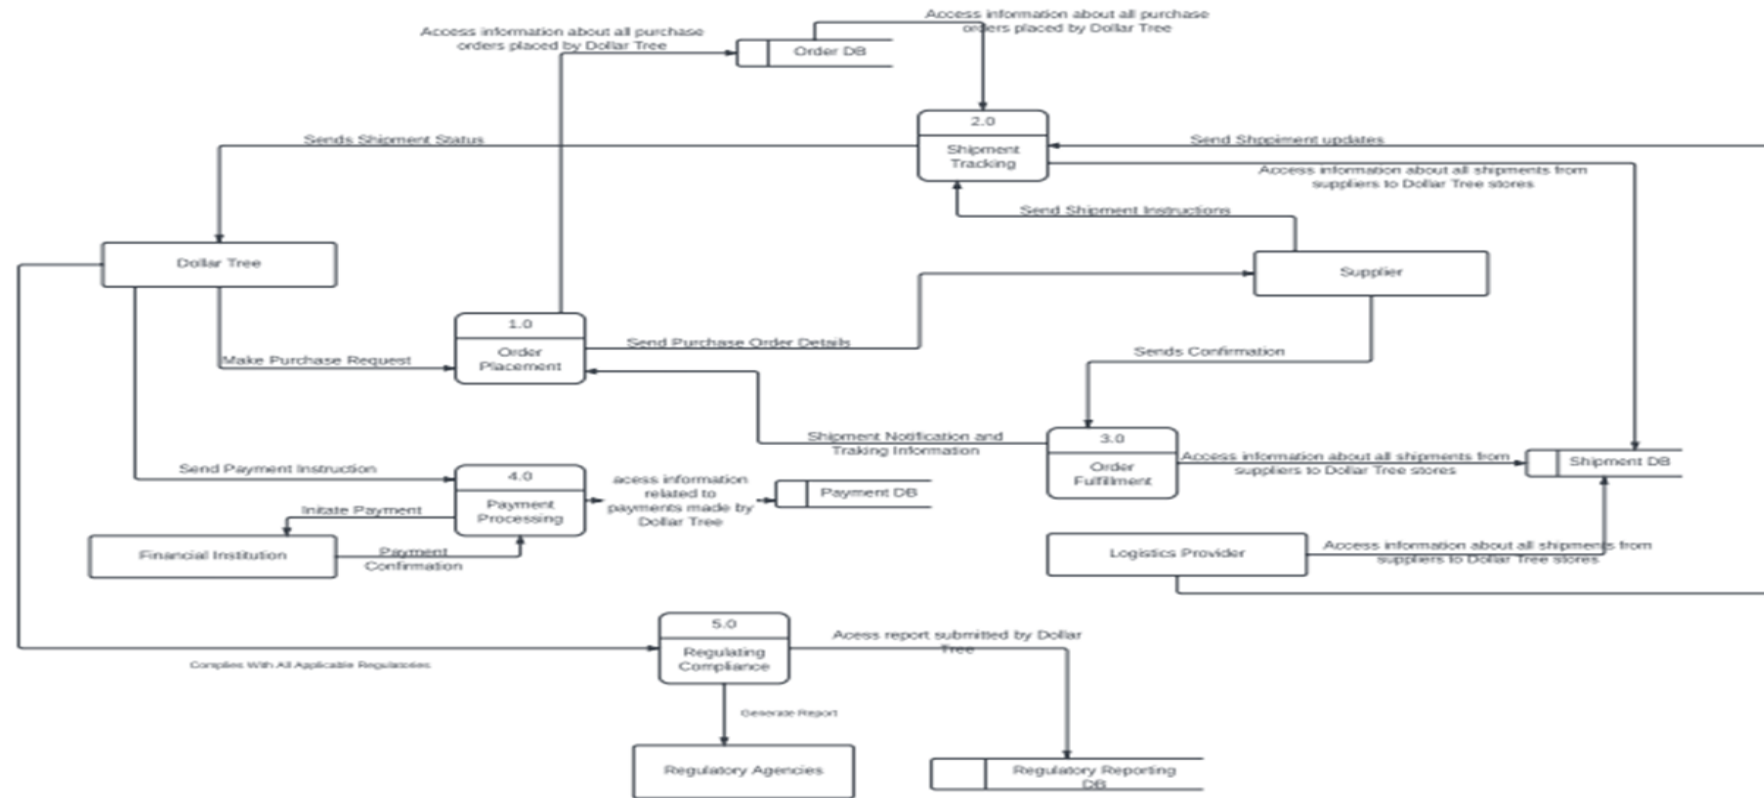 Access information about all purchase
orders placed by Dollar Tree
Access information about all purchase
orders placed by Dollar Tree
Order DB
2.0
Shipment
Tracking
Sends Shipment Status
Send Shppiment updates
Access information about all shipments from
suppliers to Dollar Tree stores
Send Shipment Instructions
Dollar Tree
Supplier
1.0
Order
Placement
Make Purchase Request
Send Purchase Order Details
Sends Confirmation
Shipment Notification and
Traking Information
3.0
Order
Fulfillment
Access information about all shipments from
suppliers to Dollar Tree stores
Shipment DB
Send Payment Instruction
4.0
Payment
Processing
acess information
related to
payments made by
Dollar Tree
Payment DB
Initate Payment
Financial Institution
Payment
Confirmation
Logistics Provider
Access information about all shipments from
suppliers to Dollar Tree stores
5.0
Regulating
Compliance
Acess report submitted by Dollar
Tree
Complies With All Applicable Regulatories
Generate Report
Regulatory Agencies
Regulatory Reporting
DB